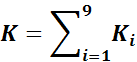 K = ∑_{i=1}^{9} K_i